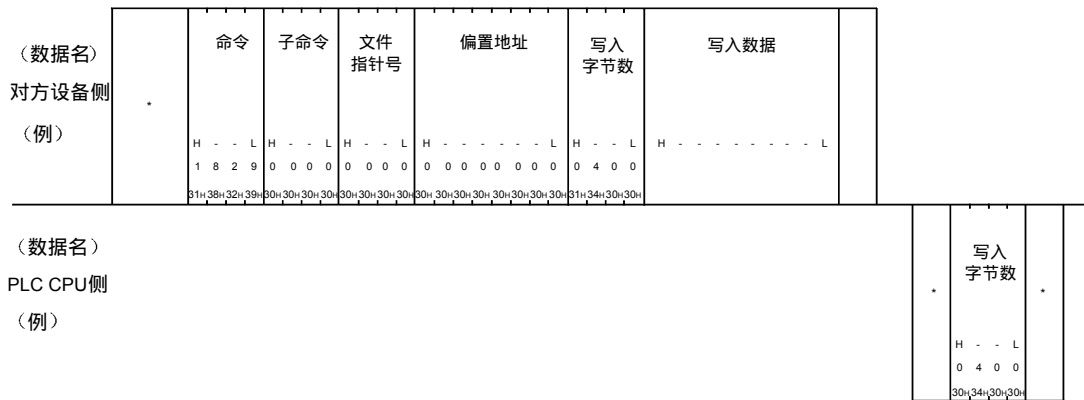 命令 子命令 文件 偏置地址 写入 写入数据
(数据名) 指针号 字节数
对方设备侧
*
(例)
H - - L H - - L H - - L H - - - - - - L H - - L H - - - - - - - - L
1 8 2 9 0 0 0 0 0 0 0 0 0 0 0 0 0 0 0 0 0 4 0 0
31H 38H 32H 39H 30H 30H 30H 30H 30H 30H 30H 30H 30H 30H 30H 30H 30H 30H 30H 30H 31H 34H 30H 30H
(数据名) 写入
字节数
PLC CPU侧
* *
(例)
H - - L
0 4 0 0
30H 34H 30H 30H